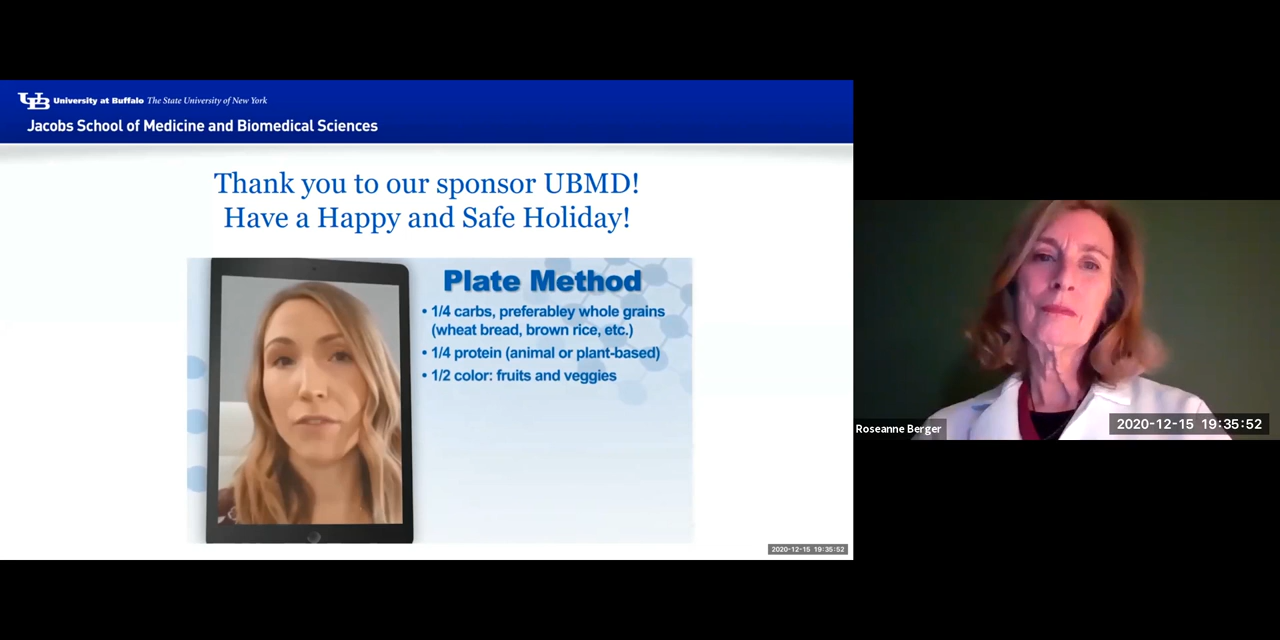 UB University at Buffalo The State University of New York
Jacobs School of Medicine and Biomedical Sciences
Thank you to our sponsor UBMD!
Have a Happy and Safe Holiday!
Plate Method
• 1/4 carbs, preferabley whole grains
(wheat bread, brown rice, etc.)
• 1/4 protein (animal or plant-based)
• 1/2 color: fruits and veggies
2020-12-15 19:35:52
Roseanne Berger
2020-12-15 19:35:52